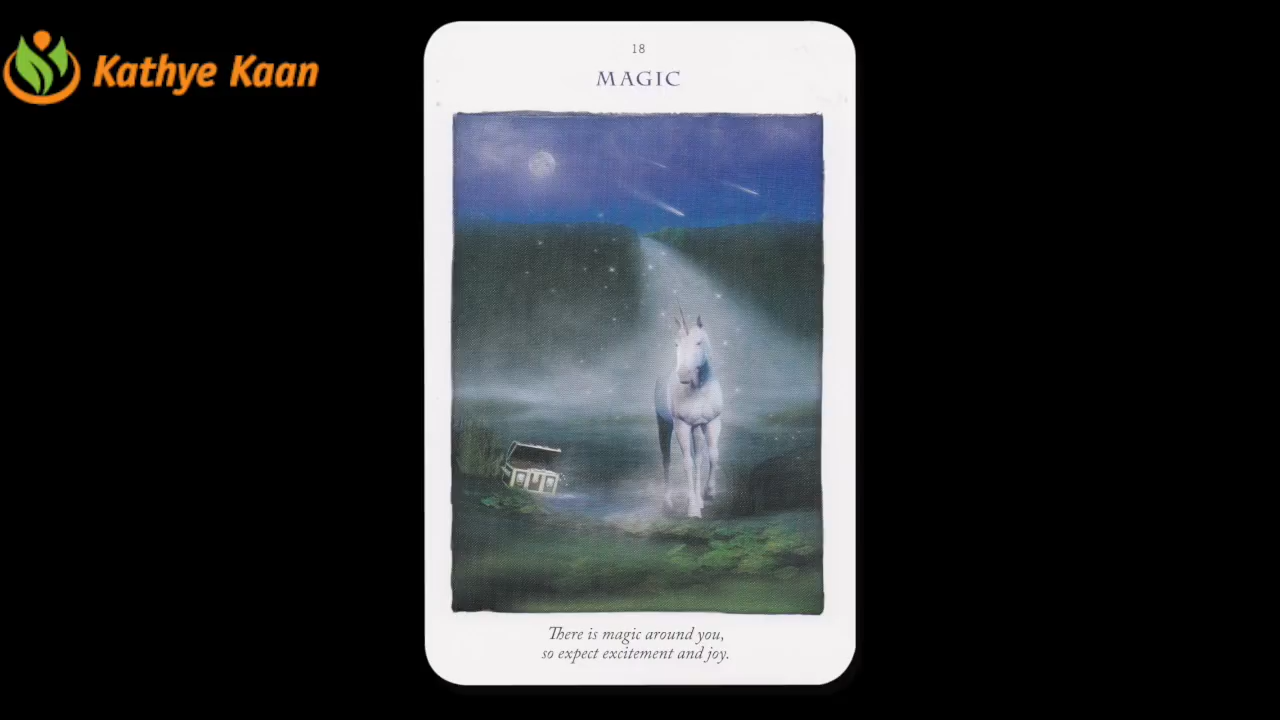 Kathye Kaan
18
MAGIC
There is magic around you,
so expect excitement and joy.